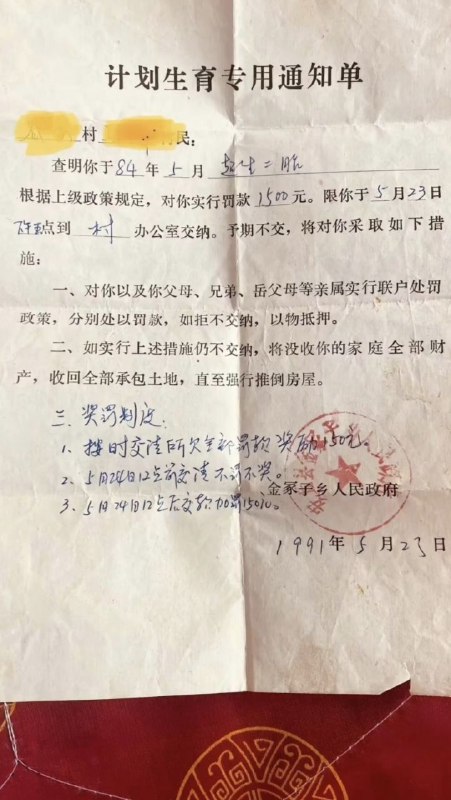 计划生育专用通知单
村 村民：
查明你于84年5月 超生二胎
根据上级政策规定，对你实行罚款1500元。限你于5月23日
下午五点到 村 办公室交纳。予期不交，将对你采取如下措
施：
一、对你以及你父母、兄弟、岳父母等亲属实行联户处罚
政策，分别处以罚款，如拒不交纳，以物抵押。
二、如实行上述措施仍不交纳，将没收你的家庭全部财
产，收回全部承包土地，直至强行推倒房屋。
三、奖罚制度：
1、按时交清所欠全部罚款奖励150元。
2、5月24日12点前交清不罚不奖。
3、5月24日12点后交款加罚150元。
金家子乡人民政府
1991年5月23日